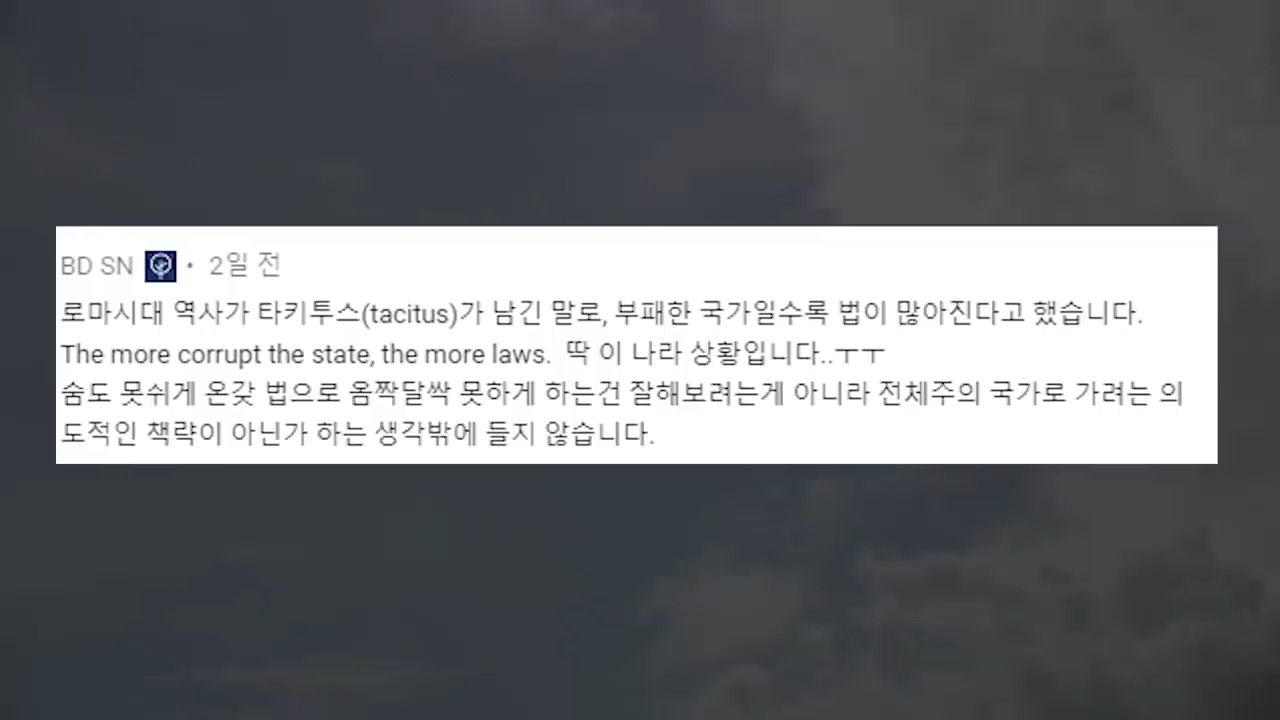 BD SN • 2일 전
로마시대 역사가 타키투스(tacitus)가 남긴 말로, 부패한 국가일수록 법이 많아진다고 했습니다.
The more corrupt the state, the more laws. 딱 이 나라 상황입니다..ㅜㅜ
숨도 못쉬게 온갖 법으로 옴짝달싹 못하게 하는건 잘해보려는게 아니라 전체주의 국가로 가려는 의
도적인 책략이 아닌가 하는 생각밖에 들지 않습니다.